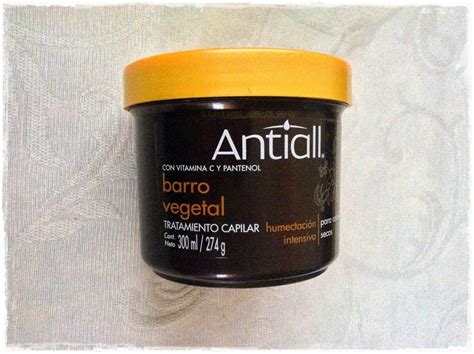 Antiall.
CON VITAMINA C Y PANTENOL
barro
vegetal
TRATAMIENTO CAPILAR
Cont.
Neto 300 ml / 274 g
humectación
intensiva
para
secos